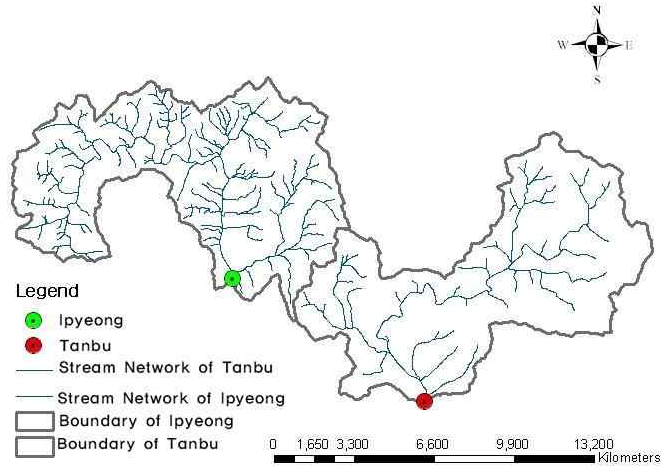 N
W E
S
Legend
Ipyeong
Tanbu
Stream Network of Tanbu
Stream Network of Ipyeong
Boundary of Ipyeong
Boundary of Tanbu
0 1,650 3,300 6,600 9,900 13,200
Kilometers